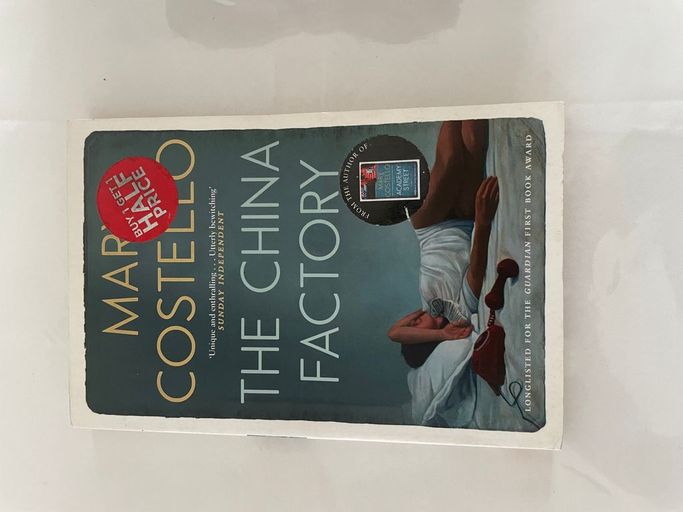 MARY
COSTELLO
BUY 1 GET 1
HALF
PRICE
'Unique and enthralling . . . Utterly bewitching'
SUNDAY INDEPENDENT
THE CHINA
FACTORY
FROM THE AUTHOR OF
MARY
COSTELLO
ACADEMY
STREET
LONGLISTED FOR THE GUARDIAN FIRST BOOK AWARD